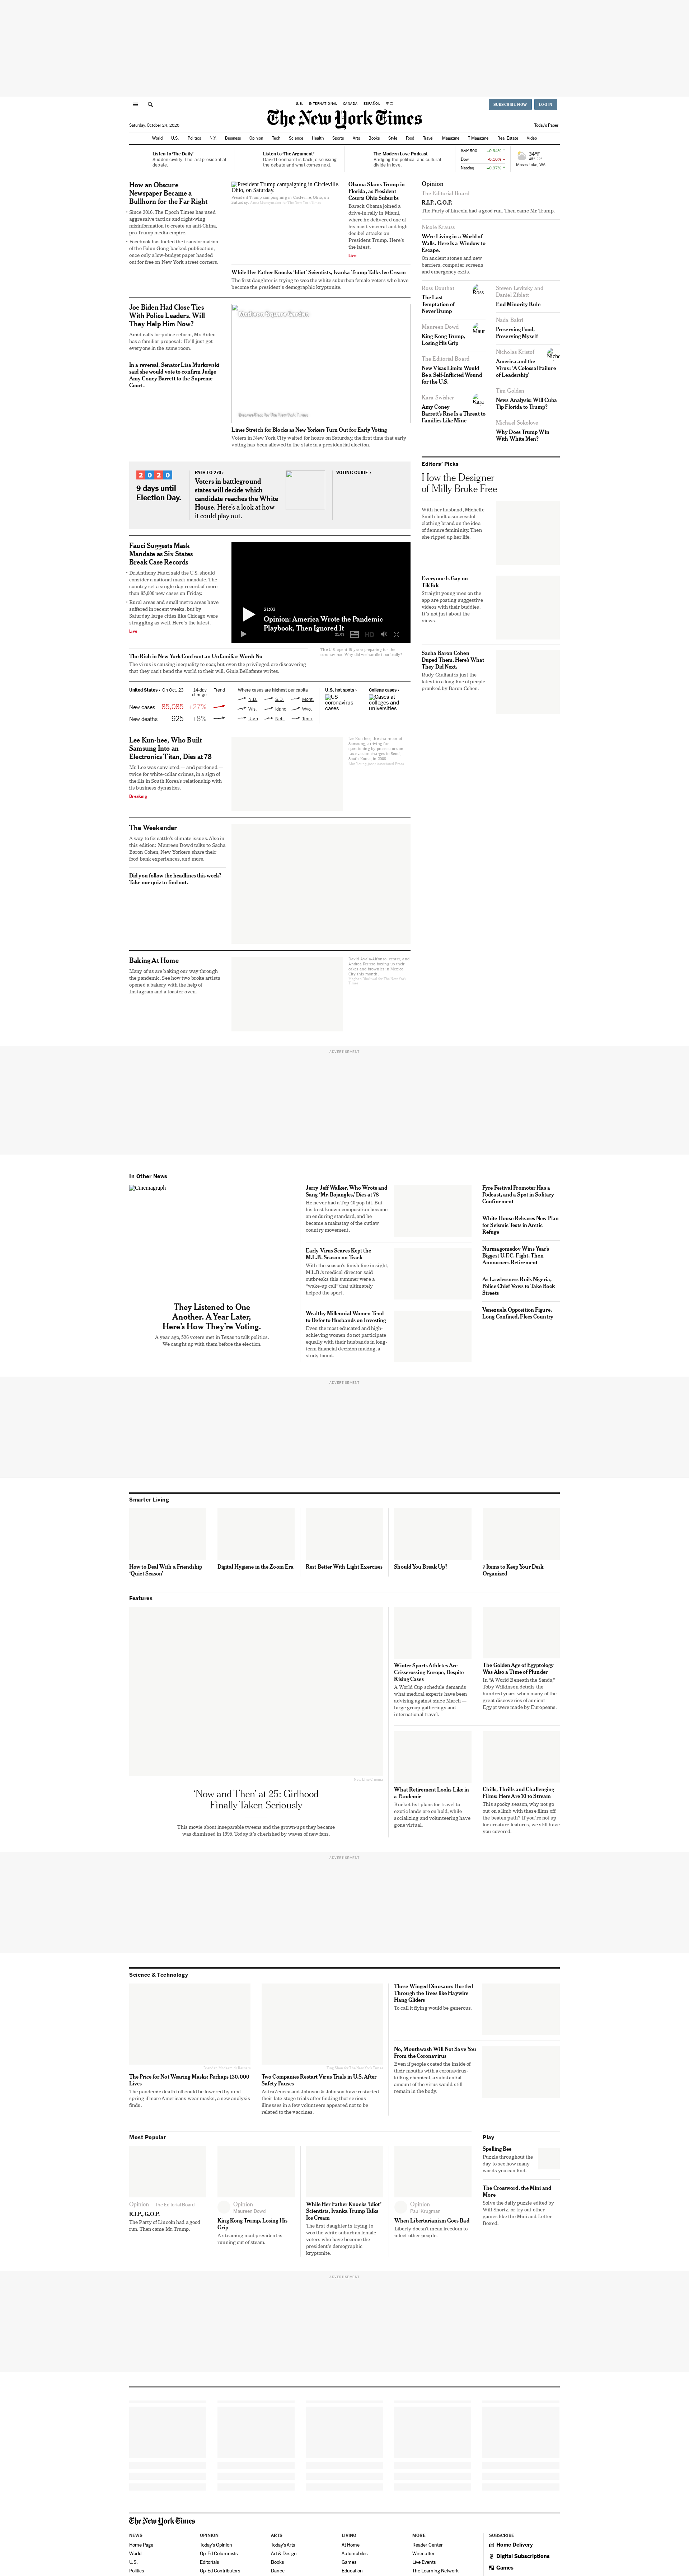 U.S. INTERNATIONAL CANADA ESPAÑOL 中文
SUBSCRIBE NOW LOG IN
The New York Times
Saturday, October 24, 2020
Today's Paper
World U.S. Politics N.Y. Business Opinion Tech Science Health Sports Arts Books Style Food Travel Magazine T Magazine Real Estate Video
Listen to 'The Daily'
Sudden clarity: The last presidential
debate.
Listen to 'The Argument'
David Leonhardt is back, discussing
the debate and what comes next.
The Modern Love Podcast
Bridging the political and cultural
divide in love.
S&P 500 +0.34% ↑
Dow -0.10% ↓
Nasdaq +0.37% ↑
34°F
Moses Lake, WA
How an Obscure
Newspaper Became a
Bullhorn for the Far Right
Since 2016, The Epoch Times has used
aggressive tactics and right-wing
misinformation to create an anti-China,
pro-Trump media empire.
Facebook has fueled the transformation
of the Falun Gong-backed publication,
once only a low-budget paper handed
out for free on New York street corners.
President Trump campaigning in Circleville,
Ohio, on Saturday.
President Trump campaigning in Circleville, Ohio, on
Saturday.
Obama Slams Trump in
Florida, as President
Courts Ohio Suburbs
Barack Obama joined a
drive-in rally in Miami,
where he delivered one of
his most visceral and high-
decibel attacks on
President Trump. Here's
the latest.
Live
While Her Father Knocks 'Idiot' Scientists, Ivanka Trump Talks Ice Cream
The first daughter is trying to woo the white suburban female voters who have
become the president's demographic kryptonite.
Joe Biden Had Close Ties
With Police Leaders. Will
They Help Him Now?
Amid calls for police reform, Mr. Biden
has a familiar proposal: He'll just get
everyone in the same room.
In a reversal, Senator Lisa Murkowski
said she would vote to confirm Judge
Amy Coney Barrett to the Supreme
Court.
Madison Square Garden
Lines Stretch for Blocks as New Yorkers Turn Out for Early Voting
Voters in New York City waited for hours on Saturday, the first time that early
voting has been allowed in the state in a presidential election.
2020
9 days until
Election Day.
PATH TO 270 ›
Voters in battleground
states will decide which
candidate reaches the White
House. Here's a look at how
it could play out.
VOTING GUIDE ›
Fauci Suggests Mask
Mandate as Six States
Break Case Records
Dr. Anthony Fauci said the U.S. should
consider a national mask mandate. The
country set a single-day record of more
than 85,000 new cases on Friday.
Rural areas and small metro areas have
suffered in recent weeks, but by
Saturday, large cities like Chicago were
struggling as well. Here's the latest.
Live
21:03
Opinion: America Wrote the Pandemic
Playbook, Then Ignored It
21:03 HD
The Rich in New York Confront an Unfamiliar Word: No
The virus is causing inequality to zoom, but even the privileged are discovering
that they can't bend the world to their will, Ginia Bellafante writes.
The U.S. spent 15 years preparing for the
coronavirus. Why did we handle it so badly?
United States › On Oct. 23 14-day
change Trend
New cases 85,085 +27%
New deaths 925 +8%
Where cases are highest per capita
N.D. S.D. Mont.
Wis. Idaho Wyo.
Utah Neb. Tenn.
U.S. hot spots ›
US
coronavirus
cases
College cases ›
Cases at
colleges and
universities
Lee Kun-hee, Who Built
Samsung Into an
Electronics Titan, Dies at 78
Mr. Lee was convicted — and pardoned —
twice for white-collar crimes, in a sign of
the ills in South Korea's relationship with
its business dynasties.
Breaking
Lee Kun-hee, the chairman of
Samsung, arriving for
questioning by prosecutors on
tax evasion charges in Seoul,
South Korea, in 2008.
The Weekender
A way to fix cattle's climate issues. Also in
this edition: Maureen Dowd talks to Sacha
Baron Cohen, New Yorkers share their
food bank experiences, and more.
Did you follow the headlines this week?
Take our quiz to find out.
Baking At Home
Many of us are baking our way through
the pandemic. See how two broke artists
opened a bakery with the help of
Instagram and a toaster oven.
Opinion
The Editorial Board
R.I.P., G.O.P.
The Party of Lincoln had a good run. Then came Mr. Trump.
Nicole Krauss
We're Living in a World of
Walls. Here Is a Window to
Escape.
On ancient stones and new
barriers, computer screens
and emergency exits.
Ross Douthat
The Last
Temptation of
NeverTrump
Maureen Dowd
King Kong Trump,
Losing His Grip
The Editorial Board
New Visas Limits Would
Be a Self-Inflicted Wound
for the U.S.
Kara Swisher
Amy Coney
Barrett's Rise Is a Threat to
Families Like Mine
Steven Levitsky and
Daniel Ziblatt
End Minority Rule
Nada Bakri
Preserving Food,
Preserving Myself
Nicholas Kristof
America and the
Virus: 'A Colossal Failure
of Leadership'
Tim Golden
News Analysis: Will Cuba
Tip Florida to Trump?
Michael Sokolove
Why Does Trump Win
With White Men?
Editors' Picks
How the Designer
of Milly Broke Free
With her husband, Michelle
Smith built a successful
clothing brand on the idea
of demure femininity. Then
she ripped up her life.
Everyone Is Gay on
TikTok
Straight young men on the
app are posting suggestive
videos with their buddies.
It's not just about the
views.
Sacha Baron Cohen
Duped Them. Here's What
They Did Next.
Rudy Giuliani is just the
latest in a long line of people
pranked by Baron Cohen.
ADVERTISEMENT
In Other News
Cinemagraph
They Listened to One
Another. A Year Later,
Here's How They're Voting.
A year ago, 526 voters met in Texas to talk politics.
We caught up with them before the election.
Jerry Jeff Walker, Who Wrote and
Sang 'Mr. Bojangles,' Dies at 78
He never had a Top 40 pop hit. But
his best-known composition became
an enduring standard, and he
became a mainstay of the outlaw
country movement.
Early Virus Scares Kept the
M.L.B. Season on Track
With the season's finish line in sight,
M.L.B.'s medical director said
outbreaks this summer were a
"wake-up call" that ultimately
helped the sport.
Wealthy Millennial Women Tend
to Defer to Husbands on Investing
Even the most educated and high-
achieving women do not participate
equally with their husbands in long-
term financial decision making, a
study found.
Fyre Festival Promoter Has a
Podcast, and a Spot in Solitary
Confinement
White House Releases New Plan
for Seismic Tests in Arctic
Refuge
Nurmagomedov Wins Year's
Biggest U.F.C. Fight, Then
Announces Retirement
As Lawlessness Roils Nigeria,
Police Chief Vows to Take Back
Streets
Venezuela Opposition Figure,
Long Confined, Flees Country
ADVERTISEMENT
Smarter Living
How to Deal With a Friendship
'Quiet Season'
Digital Hygiene in the Zoom Era
Rest Better With Light Exercises
Should You Break Up?
7 Items to Keep Your Desk
Organized
Features
'Now and Then' at 25: Girlhood
Finally Taken Seriously
This movie about inseparable tweens and the grown-ups they became
was dismissed in 1995. Today it's cherished by waves of new fans.
Winter Sports Athletes Are
Crisscrossing Europe, Despite
Rising Cases
A World Cup schedule demands
what medical experts have been
advising against since March —
large group gatherings and
international travel.
The Golden Age of Egyptology
Was Also a Time of Plunder
In "A World Beneath the Sands,"
Toby Wilkinson details the
hundred years when many of the
great discoveries of ancient
Egypt were made by Europeans.
What Retirement Looks Like in
a Pandemic
Bucket-list plans for travel to
exotic lands are on hold, while
socializing and volunteering have
gone virtual.
Chills, Thrills and Challenging
Films: Here Are 10 to Stream
This spooky season, why not go
out on a limb with these films off
the beaten path? If you're not up
for creature features, we still have
you covered.
ADVERTISEMENT
Science & Technology
The Price for Not Wearing Masks: Perhaps 130,000
Lives
The pandemic death toll could be lowered by next
spring if more Americans wear masks, a new analysis
finds.
Two Companies Restart Virus Trials in U.S. After
Safety Pauses
AstraZeneca and Johnson & Johnson have restarted
their late-stage trials after finding that serious
illnesses in a few volunteers appeared not to be
related to the vaccines.
These Winged Dinosaurs Hurtled
Through the Trees like Haywire
Hang Gliders
To call it flying would be generous.
No, Mouthwash Will Not Save You
From the Coronavirus
Even if people coated the inside of
their mouths with a coronavirus-
killing chemical, a substantial
amount of the virus would still
remain in the body.
Most Popular
Opinion The Editorial Board
R.I.P., G.O.P.
The Party of Lincoln had a good
run. Then came Mr. Trump.
Opinion
Maureen Dowd
King Kong Trump, Losing His
Grip
A steaming mad president is
running out of steam.
While Her Father Knocks 'Idiot'
Scientists, Ivanka Trump Talks
Ice Cream
The first daughter is trying to
woo the white suburban female
voters who have become the
president's demographic
kryptonite.
Opinion
Paul Krugman
When Libertarianism Goes Bad
Liberty doesn't mean freedom to
infect other people.
Play
Spelling Bee
Puzzle throughout the
day to see how many
words you can find.
The Crossword, the Mini and
More
Solve the daily puzzle edited by
Will Shortz, or try out other
games like the Mini and Letter
Boxed.
ADVERTISEMENT
The New York Times
NEWS
Home Page
World
U.S.
Politics
OPINION
Today's Opinion
Op-Ed Columnists
Editorials
Op-Ed Contributors
ARTS
Today's Arts
Art & Design
Books
Dance
LIVING
At Home
Automobiles
Games
Education
MORE
Reader Center
Wirecutter
Live Events
The Learning Network
SUBSCRIBE
Home Delivery
Digital Subscriptions
Games